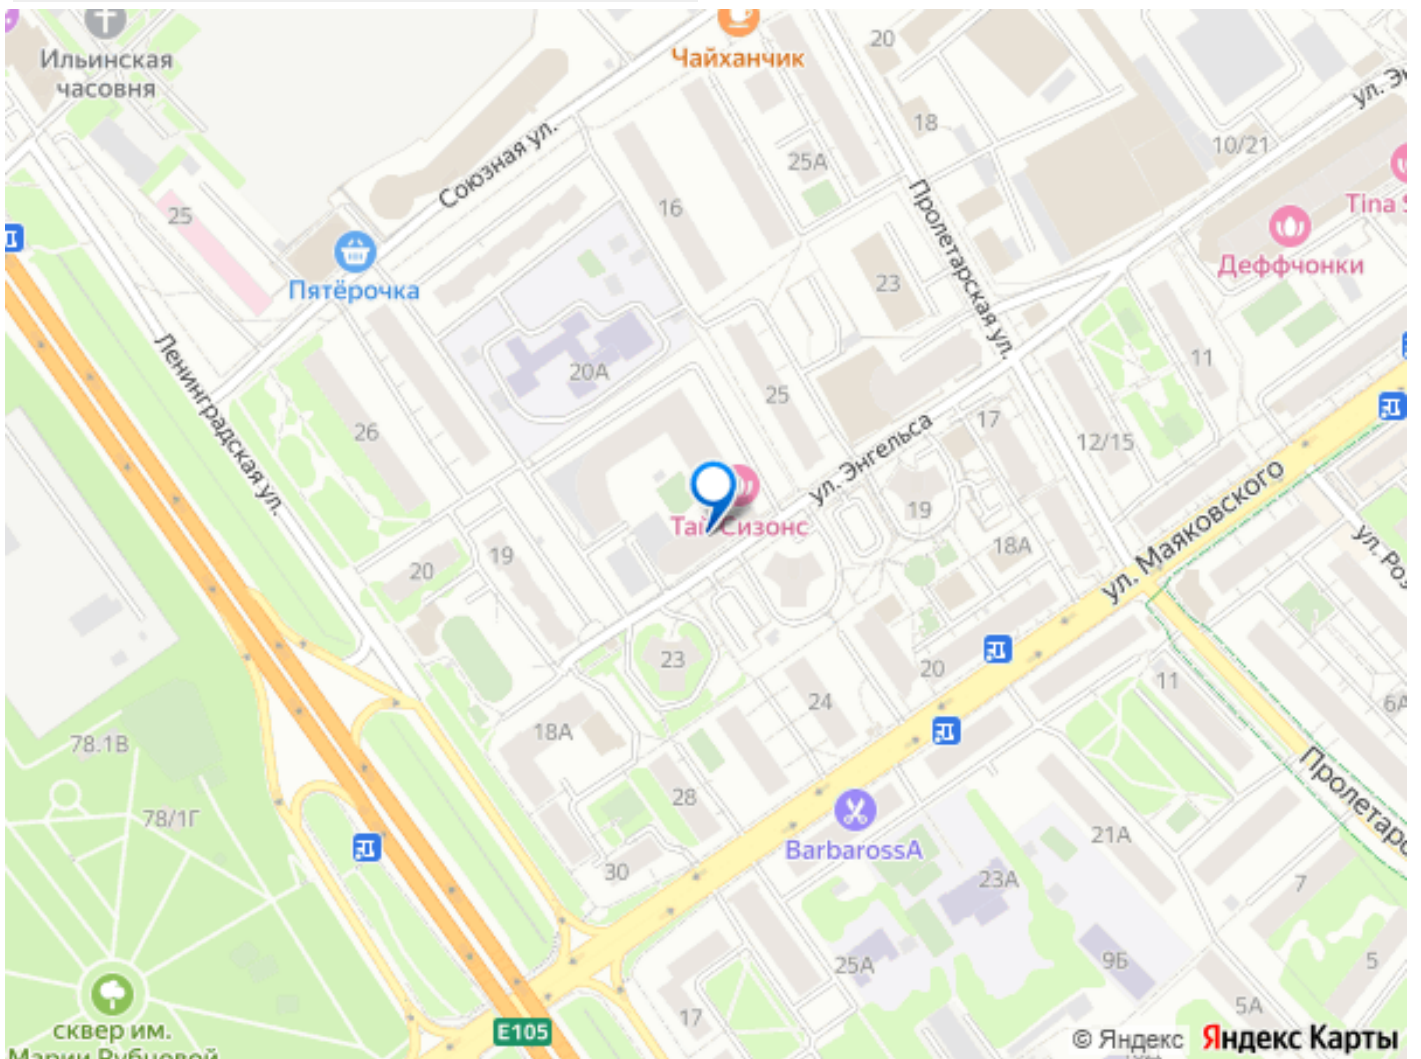 Ильинская
часовня
Чайханчик
20
ул. Эн
18
10/21
25А
Союзная ул.
Tina S
25
16
Пролетарская ул.
Деффчонки
Пятёрочка
23
11
Ленинградская ул.
20А
25
26
17
12/15
ул. Энгельса
ул. Маяковского
19
Тай Сизонс
18А
ул. Роз
20
19
23
20
11
24
6А
18А
78.1В
Пролетарс
28
78/1Г
21А
BarbarossA
30
23А
7
25А
9Б
5
17
5А
сквер им.
Марии Рубцовой
E105
© Яндекс Яндекс Карты